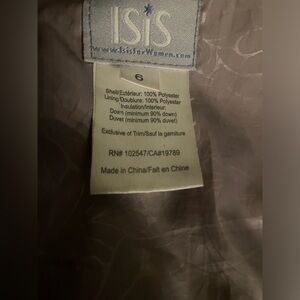 ISIS
www.IsisforWomen.com
6
Shell/Extérieur: 100% Polyester
Lining/Doublure: 100% Polyester
Insulation/Interieur:
Down (minimum 90% down)
Duvet (minimum 90% duvet)
Exclusive of Trim/Sauf la garniture
RN# 102547/CA#19789
Made in China/Fait en Chine